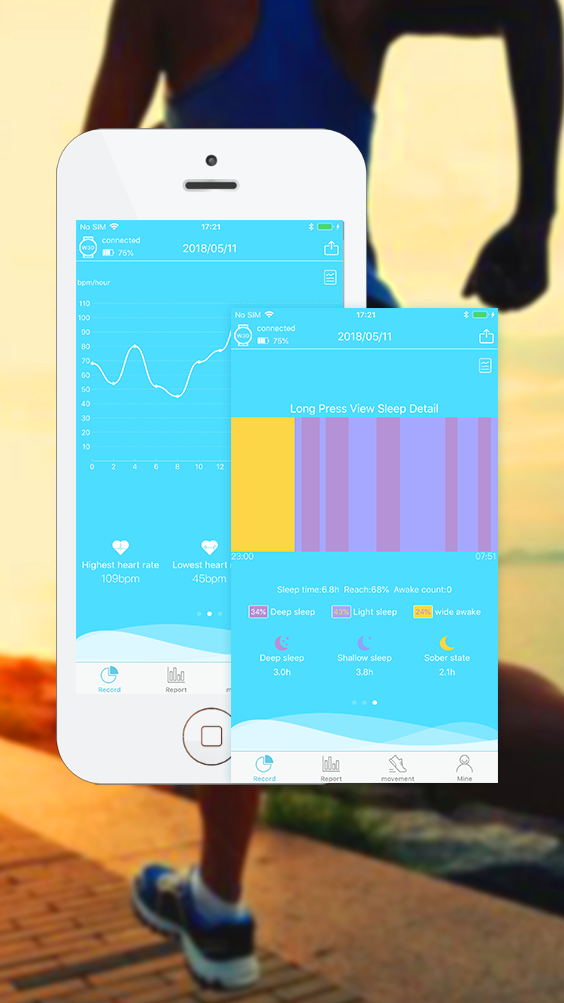 No SIM 17:21
W30 connected
75%
2018/05/11
bpm/hour
110
100
90
80
70
60
50
40
30
20
10
0 2 4 6 8 10 12
Highest heart rate
109bpm
Lowest heart
45bpm
Record Report
No SIM 17:21
W30 connected
75%
2018/05/11
Long Press View Sleep Detail
23:00 07:51
Sleep time:6.8h Reach:68% Awake count:0
34% Deep sleep 43% Light sleep 24% wide awake
Deep sleep Shallow sleep Sober state
3.0h 3.8h 2.1h
Record Report movement Mine